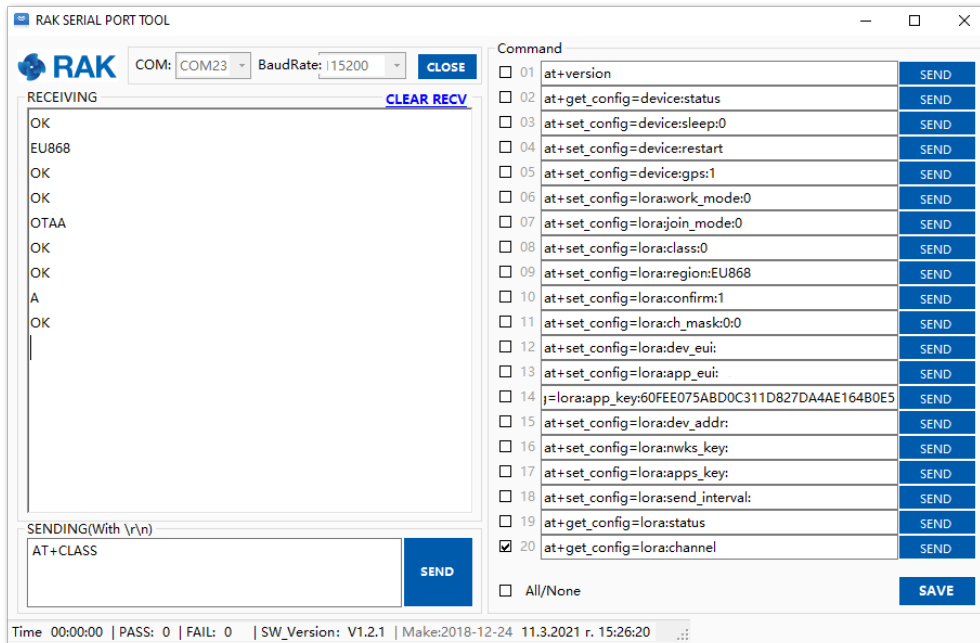 RAK SERIAL PORT TOOL
RAK
COM: COM23 BaudRate: 115200 CLOSE
RECEIVING CLEAR RECV
OK
EU868
OK
OK
OTAA
OK
OK
A
OK
SENDING(With \r\n)
AT+CLASS
SEND
Command
01 at+version SEND
02 at+get_config=device:status SEND
03 at+set_config=device:sleep:0 SEND
04 at+set_config=device:restart SEND
05 at+set_config=device:gps:1 SEND
06 at+set_config=lora:work_mode:0 SEND
07 at+set_config=lora:join_mode:0 SEND
08 at+set_config=lora:class:0 SEND
09 at+set_config=lora:region:EU868 SEND
10 at+set_config=lora:confirm:1 SEND
11 at+set_config=lora:ch_mask:0:0 SEND
12 at+set_config=lora:dev_eui: SEND
13 at+set_config=lora:app_eui: SEND
14 g=lora:app_key:60FEE075ABD0C311D827DA4AE164B0E5 SEND
15 at+set_config=lora:dev_addr: SEND
16 at+set_config=lora:nwks_key: SEND
17 at+set_config=lora:apps_key: SEND
18 at+set_config=lora:send_interval: SEND
19 at+get_config=lora:status SEND
20 at+get_config=lora:channel SEND
All/None SAVE
Time 00:00:00 | PASS: 0 | FAIL: 0 | SW_Version: V1.2.1 | Make:2018-12-24 11.3.2021 г. 15:26:20